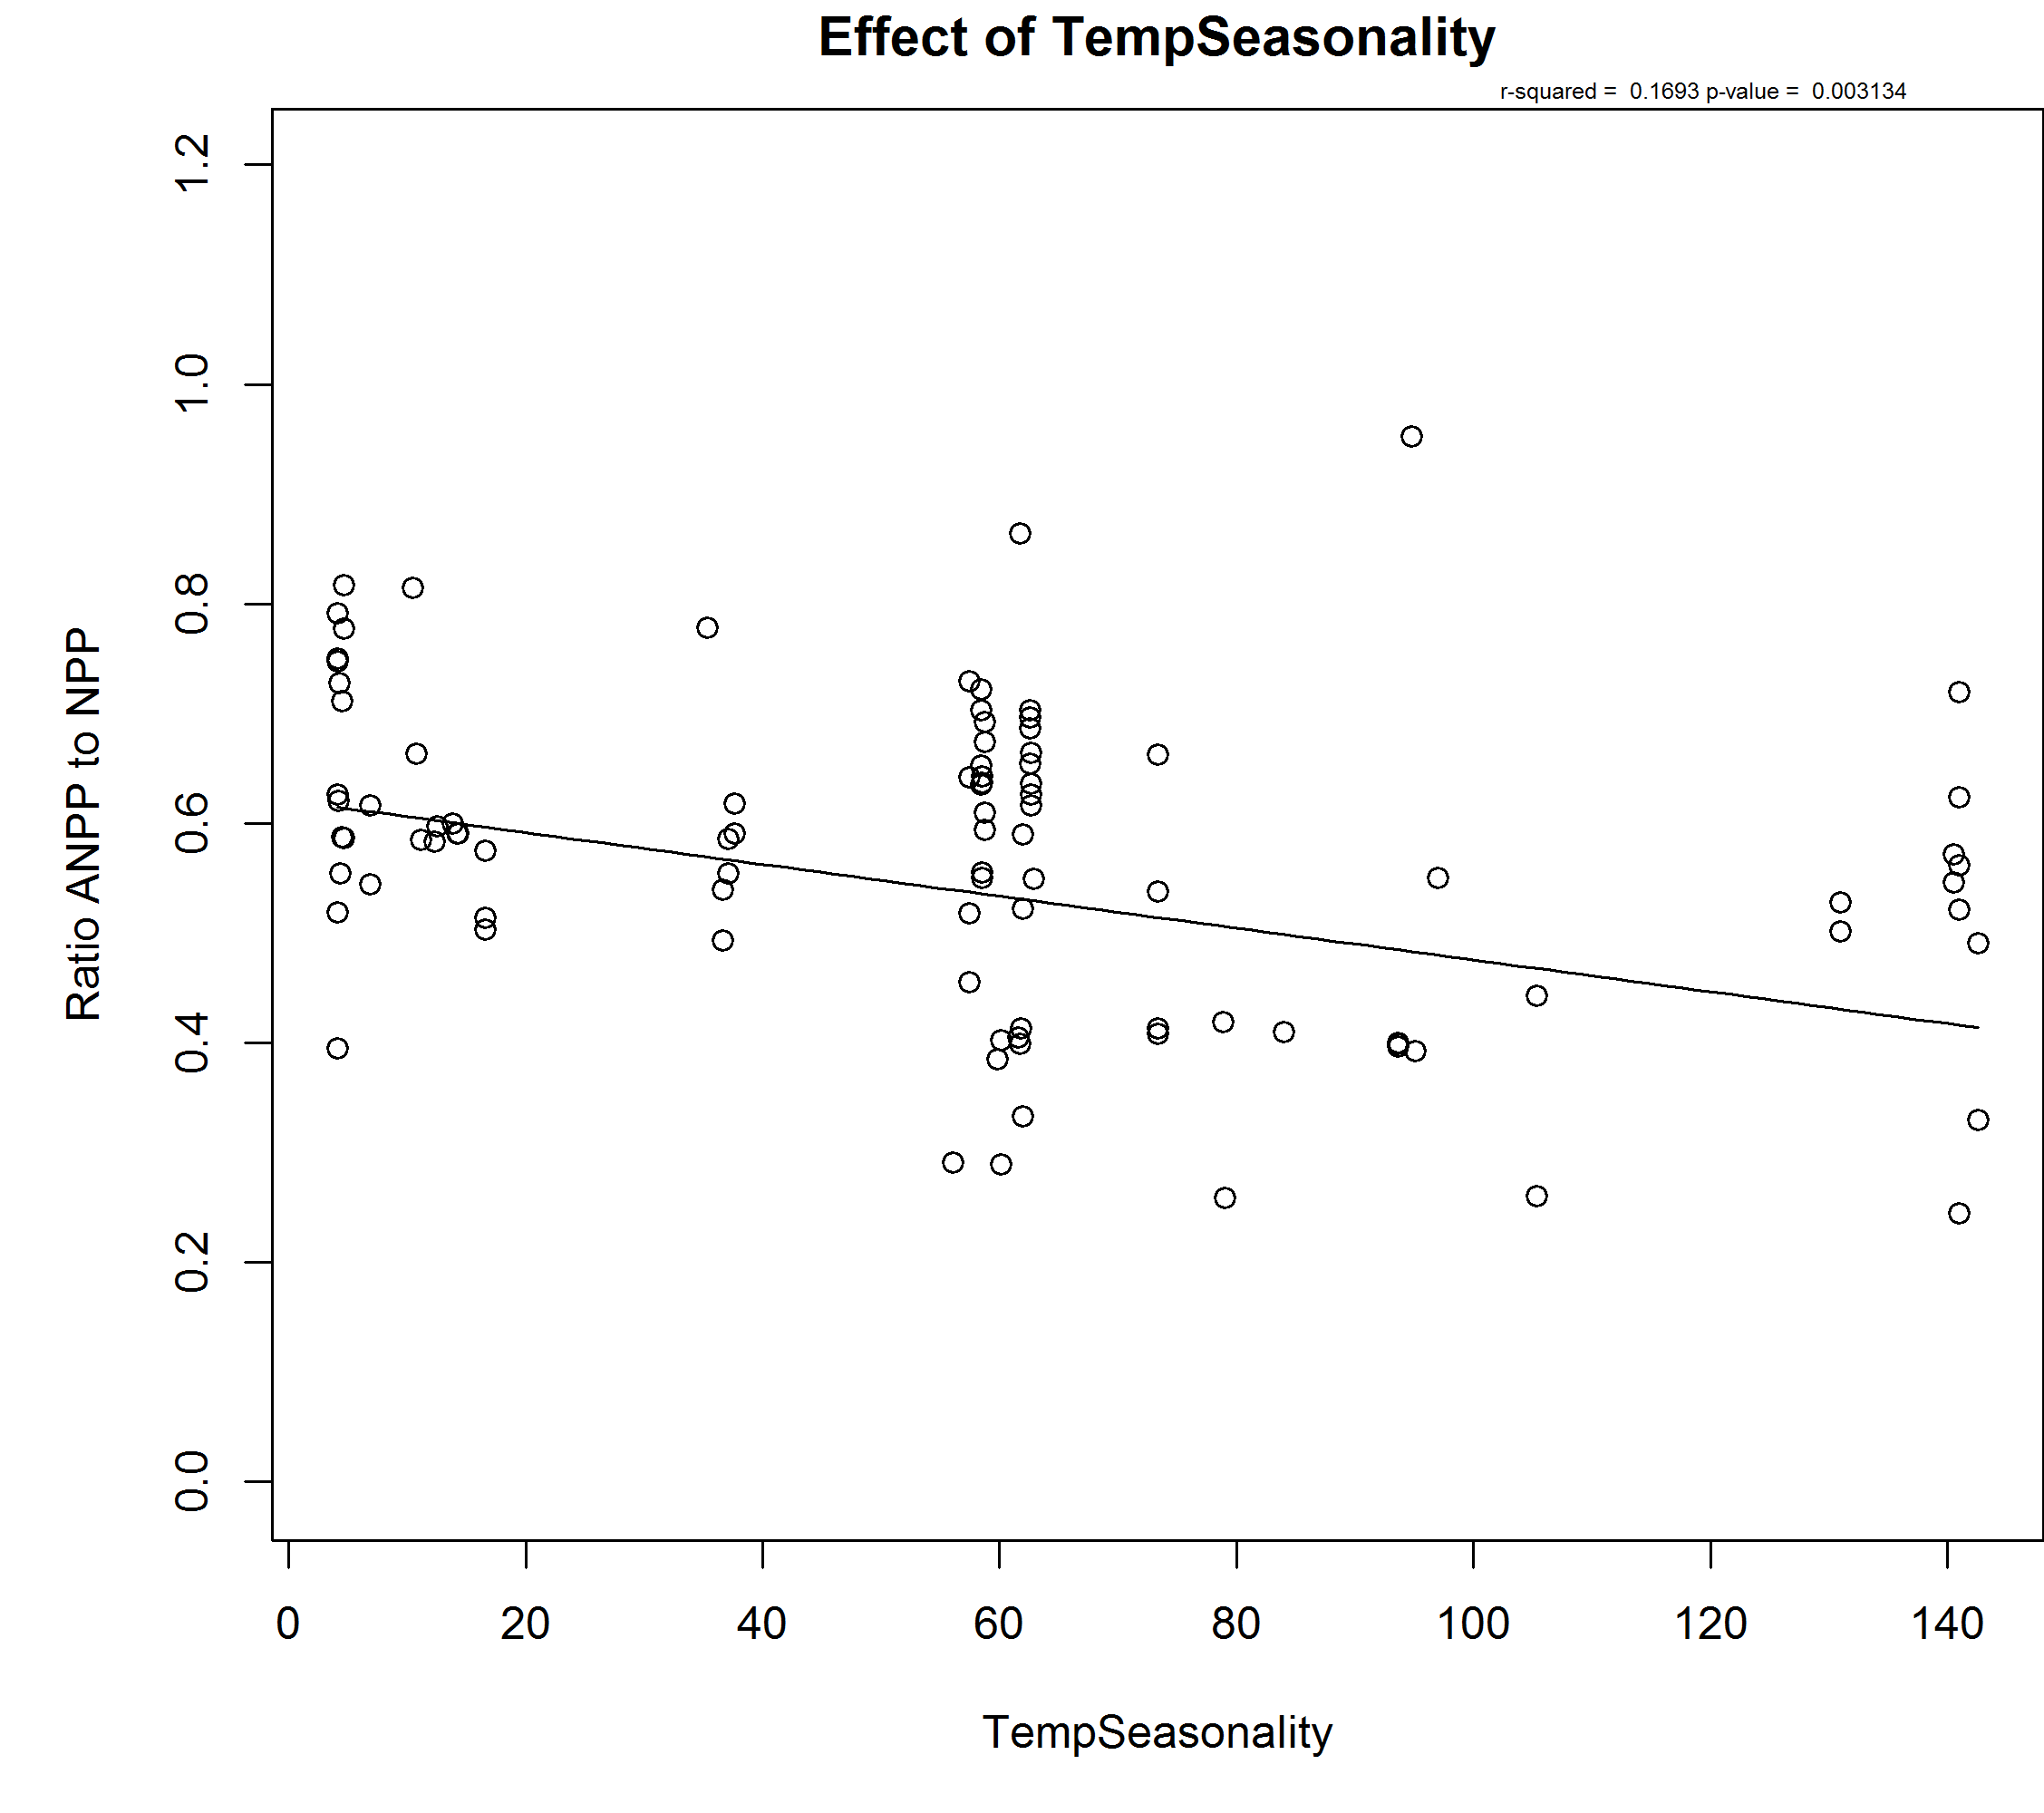 Effect of TempSeasonality
r-squared = 0.1693 p-value = 0.003134
1.2
1.0
0.8
0.6
0.4
0.2
0.0
Ratio ANPP to NPP
0 20 40 60 80 100 120 140
TempSeasonality